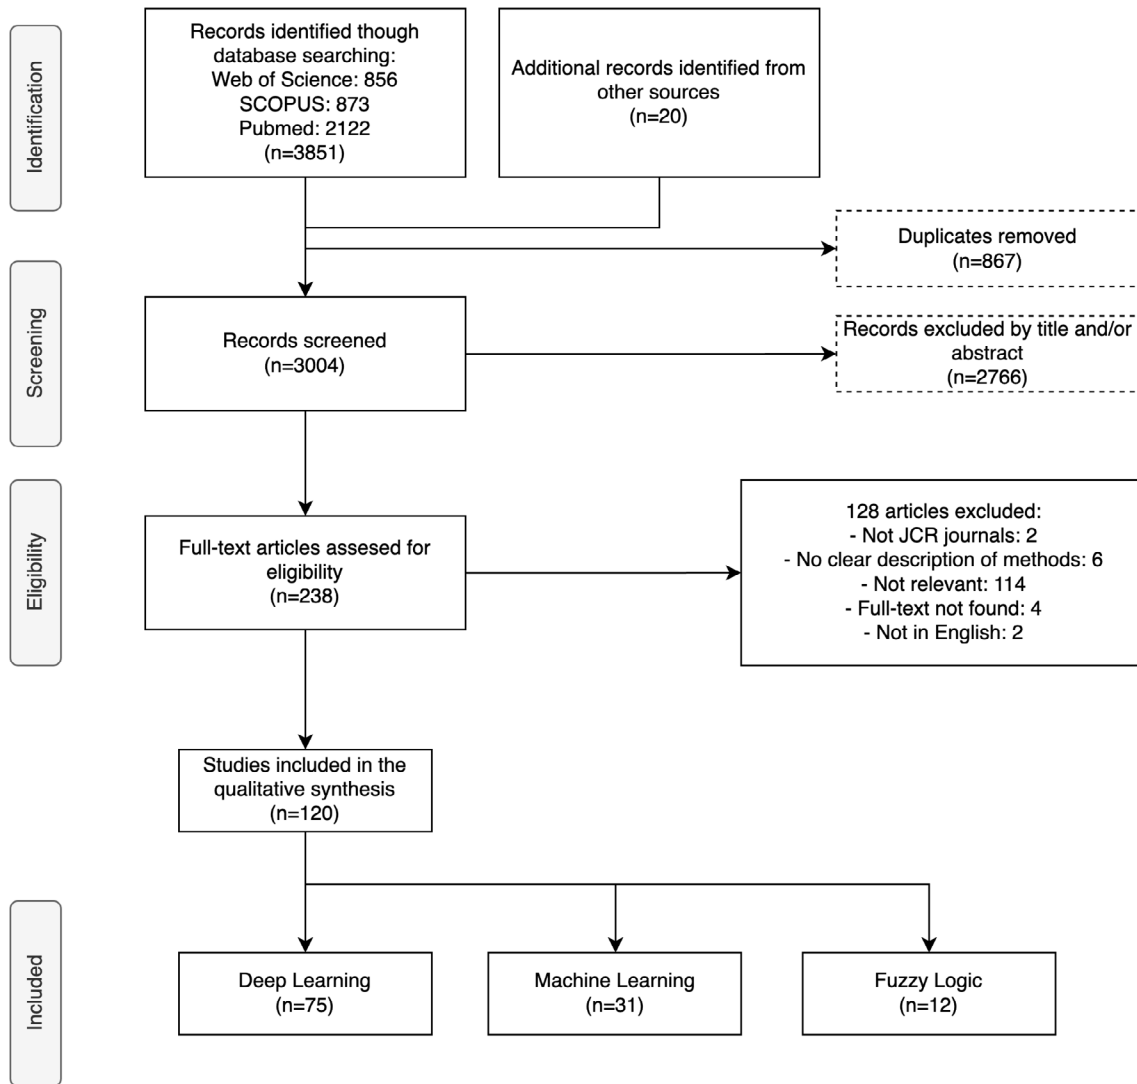 Identification
Records identified though
database searching:
Web of Science: 856
SCOPUS: 873
Pubmed: 2122
(n=3851)
Additional records identified from
other sources
(n=20)
Duplicates removed
(n=867)
Screening
Records screened
(n=3004)
Records excluded by title and/or
abstract
(n=2766)
Eligibility
Full-text articles assesed for
eligibility
(n=238)
128 articles excluded:
- Not JCR journals: 2
- No clear description of methods: 6
- Not relevant: 114
- Full-text not found: 4
- Not in English: 2
Studies included in the
qualitative synthesis
(n=120)
Included
Deep Learning
(n=75)
Machine Learning
(n=31)
Fuzzy Logic
(n=12)